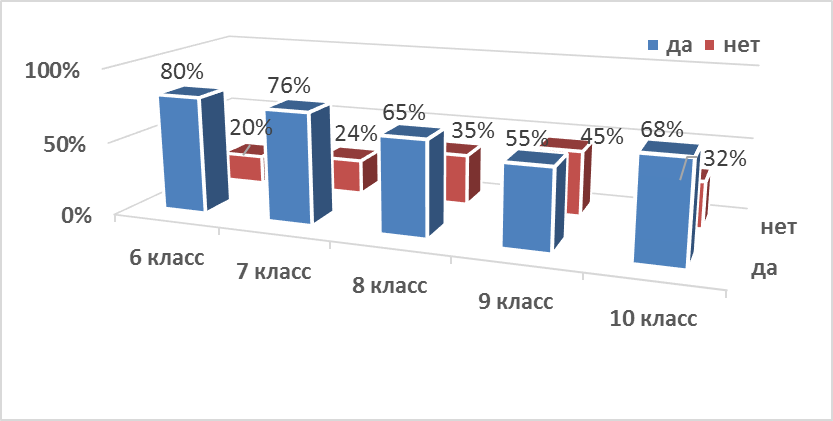 да нет
100%
50%
0%
80%
20%
76%
24%
65%
35%
55%
45%
68%
32%
нет
да
6 класс
7 класс
8 класс
9 класс
10 класс